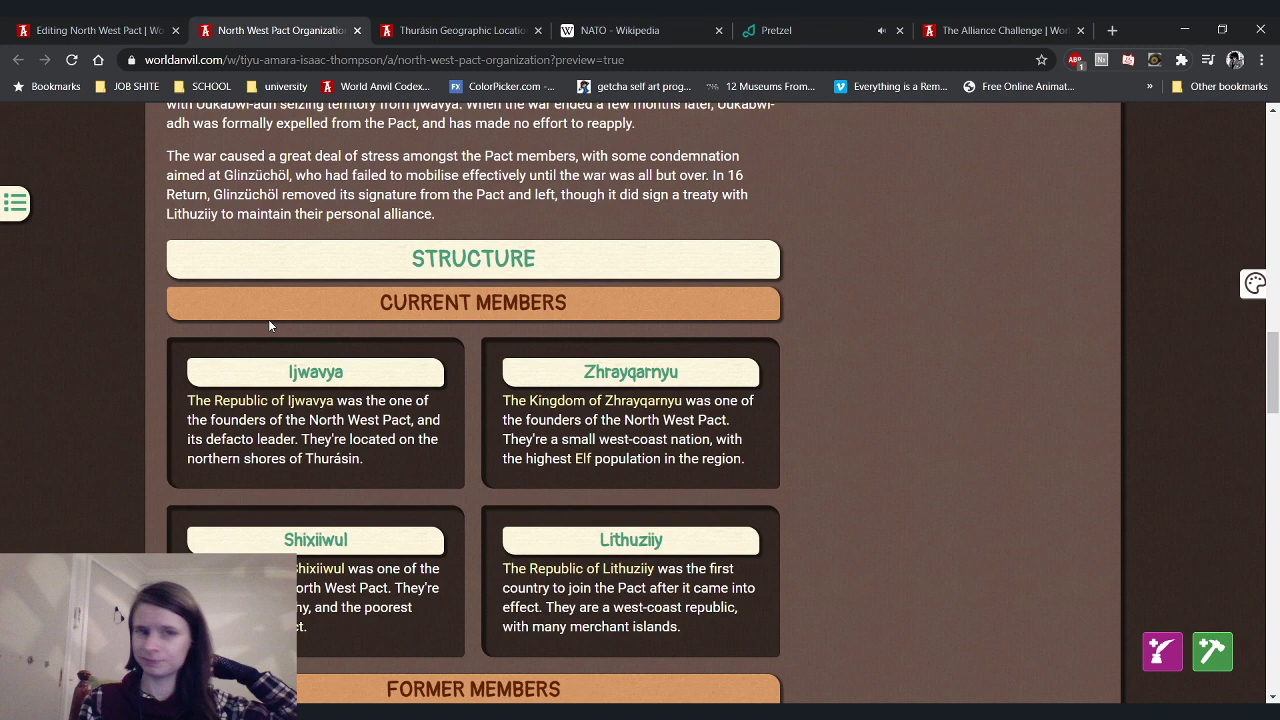 Editing North West Pact | Wo
North West Pact Organizatio
Thurásin Geographic Locatio
NATO - Wikipedia
Pretzel
The Alliance Challenge | Worl
worldanvil.com/w/tiyu-amara-isaac-thompson/a/north-west-pact-organization?preview=true
Bookmarks
JOB SHITE
SCHOOL
university
World Anvil Codex...
ColorPicker.com -...
getcha self art prog...
12 Museums From...
Everything is a Rem...
Free Online Animat...
»
Other bookmarks
with Oukabwi-adh seizing territory from Ijwavya. When the war ended a few months later, Oukabwi-
adh was formally expelled from the Pact, and has made no effort to reapply.
The war caused a great deal of stress amongst the Pact members, with some condemnation
aimed at Glinzüchöl, who had failed to mobilise effectively until the war was all but over. In 16
Return, Glinzüchöl removed its signature from the Pact and left, though it did sign a treaty with
Lithuziiy to maintain their personal alliance.
STRUCTURE
CURRENT MEMBERS
Ijwavya
The Republic of Ijwavya was the one of
the founders of the North West Pact, and
its defacto leader. They're located on the
northern shores of Thurásin.
Zhrayqarnyu
The Kingdom of Zhrayqarnyu was one of
the founders of the North West Pact.
They're a small west-coast nation, with
the highest Elf population in the region.
Shixiiwul
Shixiiwul was one of the
orth West Pact. They're
ny, and the poorest
ct.
Lithuziiy
The Republic of Lithuziiy was the first
country to join the Pact after it came into
effect. They are a west-coast republic,
with many merchant islands.
FORMER MEMBERS